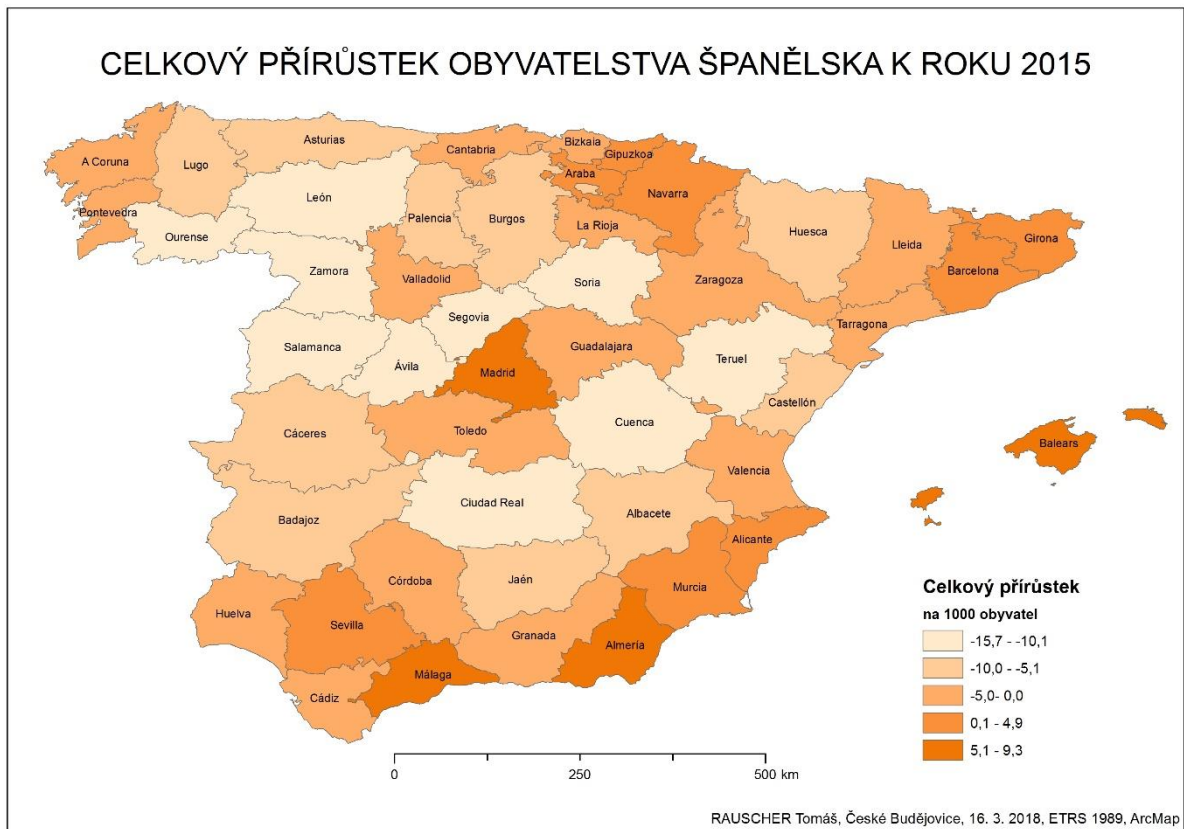 CELKOVÝ PŘÍRŮSTEK OBYVATELSTVA ŠPANĚLSKA K ROKU 2015
A Coruna
Lugo
Asturias
Cantabria
Bizkaia
Gipuzkoa
Araba
Navarra
Pontevedra
Ourense
León
Palencia
Burgos
La Rioja
Huesca
Lleida
Girona
Barcelona
Zamora
Valladolid
Soria
Zaragoza
Tarragona
Segovia
Salamanca
Ávila
Madrid
Guadalajara
Teruel
Castellón
Cáceres
Toledo
Cuenca
Valencia
Balears
Badajoz
Ciudad Real
Albacete
Alicante
Huelva
Sevilla
Córdoba
Jaén
Murcia
Granada
Almería
Cádiz
Málaga
Celkový přírůstek
na 1000 obyvatel
-15,7 - -10,1
-10,0 - -5,1
-5,0- 0,0
0,1 - 4,9
5,1 - 9,3
0 250 500 km
RAUSCHER Tomáš, České Budějovice, 16. 3. 2018, ETRS 1989, ArcMap